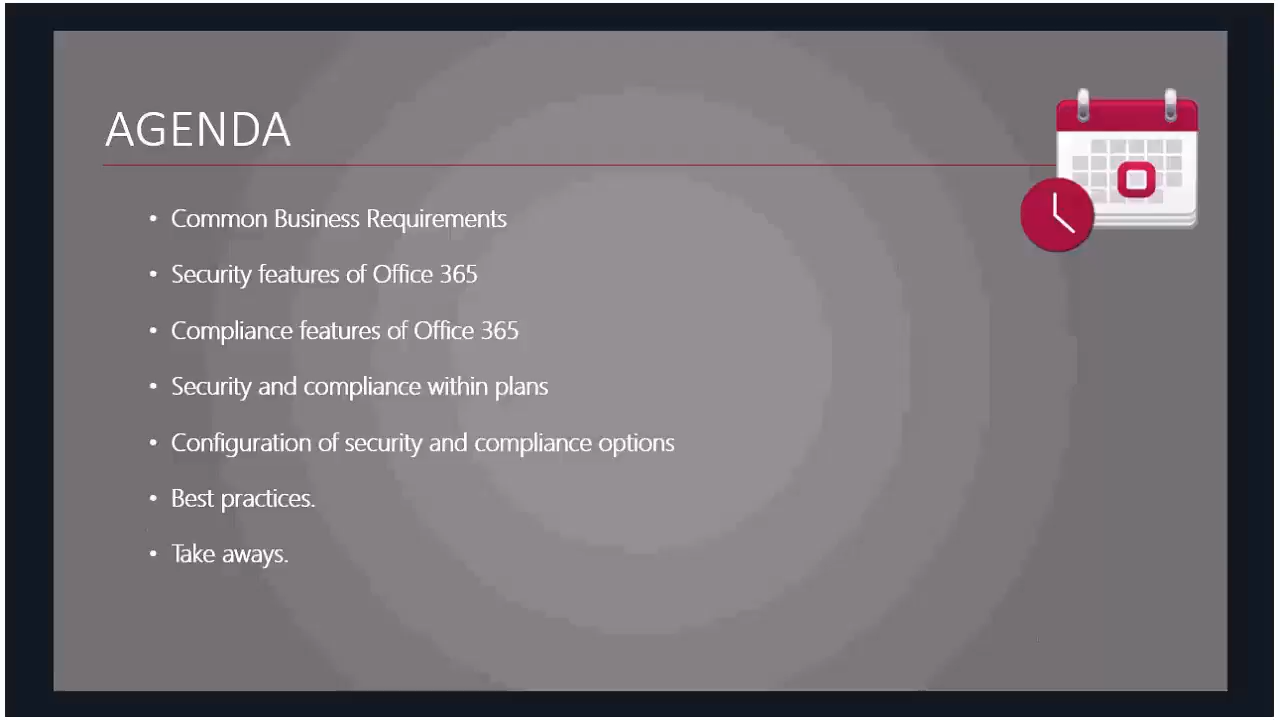 AGENDA
• Common Business Requirements
• Security features of Office 365
• Compliance features of Office 365
• Security and compliance within plans
• Configuration of security and compliance options
• Best practices.
• Take aways.